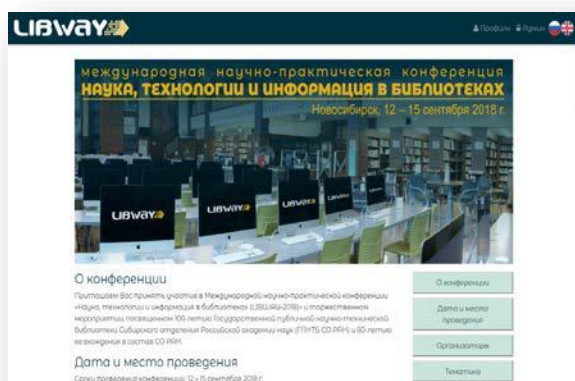 LIBWAY
Профиль Админ
международная научно-практическая конференция
НАУКА, ТЕХНОЛОГИИ И ИНФОРМАЦИЯ В БИБЛИОТЕКАХ
Новосибирск, 12 – 15 сентября 2018 г.
LIBWAY
LIBWAY
LIBWAY
LIBWAY
О конференции
Приглашаем Вас принять участие в Международной научно-практической конференции
«Наука, технологии и информация в библиотеках (LIBWAY-2018)» и торжественном
мероприятии, посвященном 100-летию Государственной публичной научно-технической
библиотеки Сибирского отделения Российской академии наук (ГПНТБ СО РАН) и 60-летию
ее вхождения в состав СО РАН.
Дата и место проведения
Сроки проведения конференции: 12 – 15 сентября 2018 г.
О конференции
Дата и место
проведения
Организаторы
Тематика